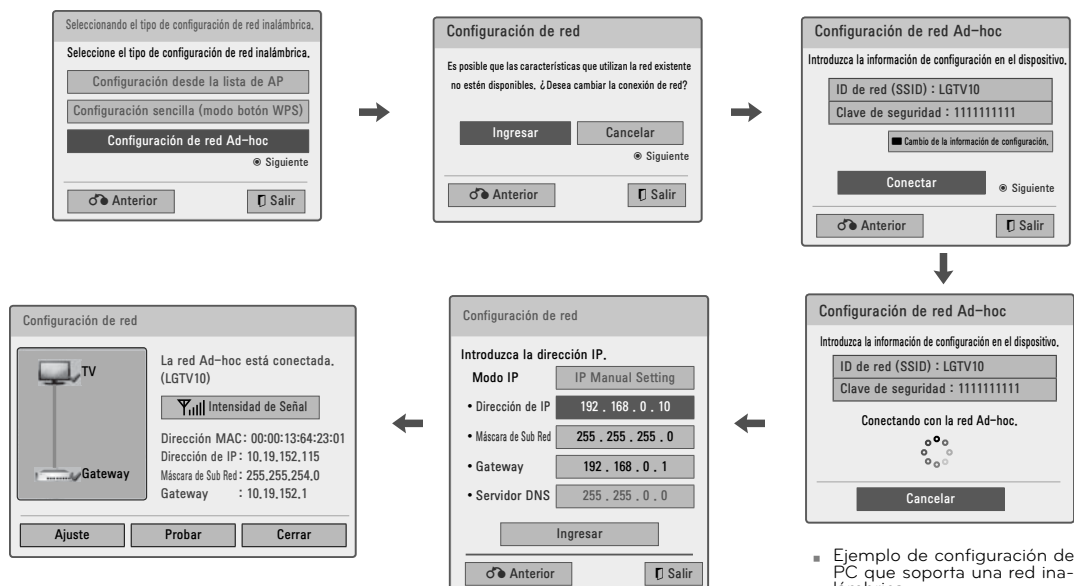 Seleccionando el tipo de configuración de red inalámbrica.
Seleccione el tipo de configuración de red inalámbrica.
Configuración desde la lista de AP
Configuración sencilla (modo botón WPS)
Configuración de red Ad-hoc
Siguiente
Anterior
Salir
Configuración de red
Es posible que las características que utilizan la red existente
no estén disponibles. ¿Desea cambiar la conexión de red?
Ingresar
Cancelar
Siguiente
Anterior
Salir
Configuración de red Ad-hoc
Introduzca la información de configuración en el dispositivo.
ID de red (SSID) : LGTV10
Clave de seguridad : 1111111111
Cambio de la información de configuración.
Conectar
Siguiente
Anterior
Salir
Configuración de red Ad-hoc
Introduzca la información de configuración en el dispositivo.
ID de red (SSID) : LGTV10
Clave de seguridad : 1111111111
Conectando con la red Ad-hoc.
Cancelar
Configuración de red
Introduzca la dirección IP.
Modo IP IP Manual Setting
• Dirección de IP 192 . 168 . 0 . 10
• Máscara de Sub Red 255 . 255 . 255 . 0
• Gateway 192 . 168 . 0 . 1
• Servidor DNS 255 . 255 . 0 . 0
Ingresar
Anterior
Salir
Configuración de red
TV
Gateway
La red Ad-hoc está conectada.
(LGTV10)
Intensidad de Señal
Dirección MAC: 00:00:13:64:23:01
Dirección de IP : 10.19.152.115
Máscara de Sub Red : 255.255.254.0
Gateway : 10.19.152.1
Ajuste
Probar
Cerrar
Ejemplo de configuración de
PC que soporta una red ina-